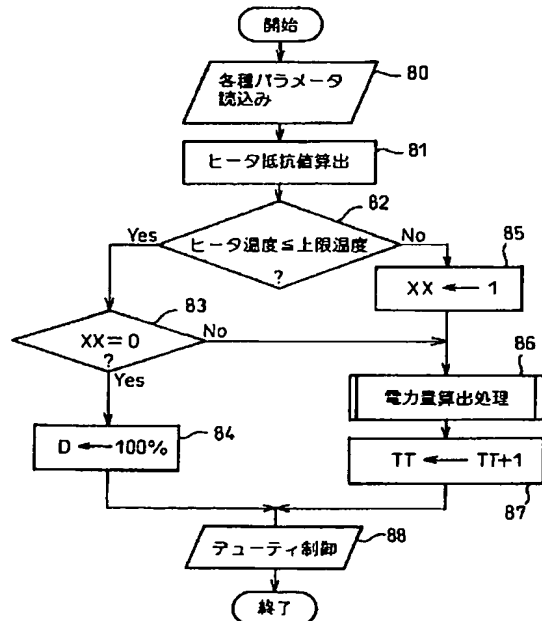 開始
各種パラメータ
読込み
80
ヒータ抵抗値算出
81
82
Yes
ヒータ温度≦上限温度
?
No
85
XX ← 1
83
XX=0
?
No
Yes
86
電力量算出処理
D ← 100%
84
TT ← TT+1
87
デューティ制御
88
終了